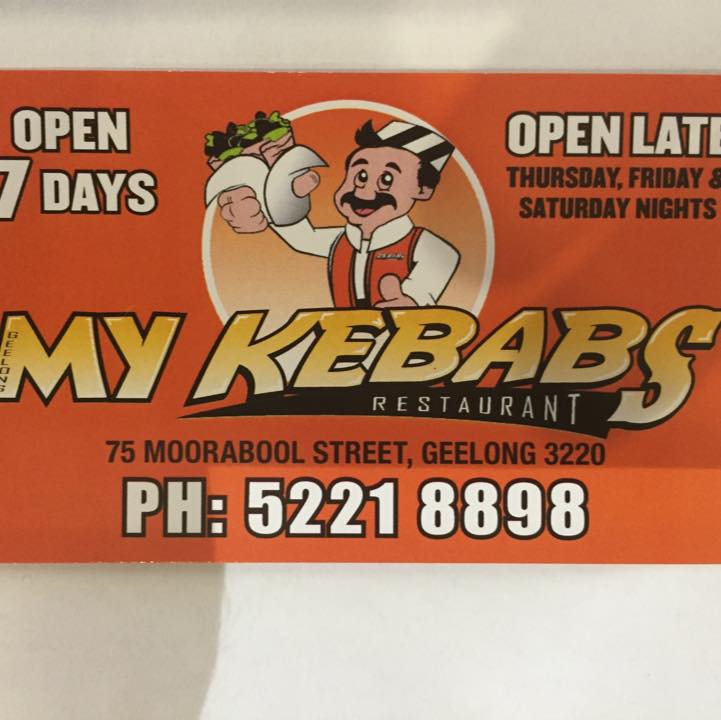 OPEN
7 DAYS
OPEN LATE
THURSDAY, FRIDAY &
SATURDAY NIGHTS
GEELONG'S
MY KEBABS
RESTAURANT
75 MOORABOOL STREET, GEELONG 3220
PH: 5221 8898